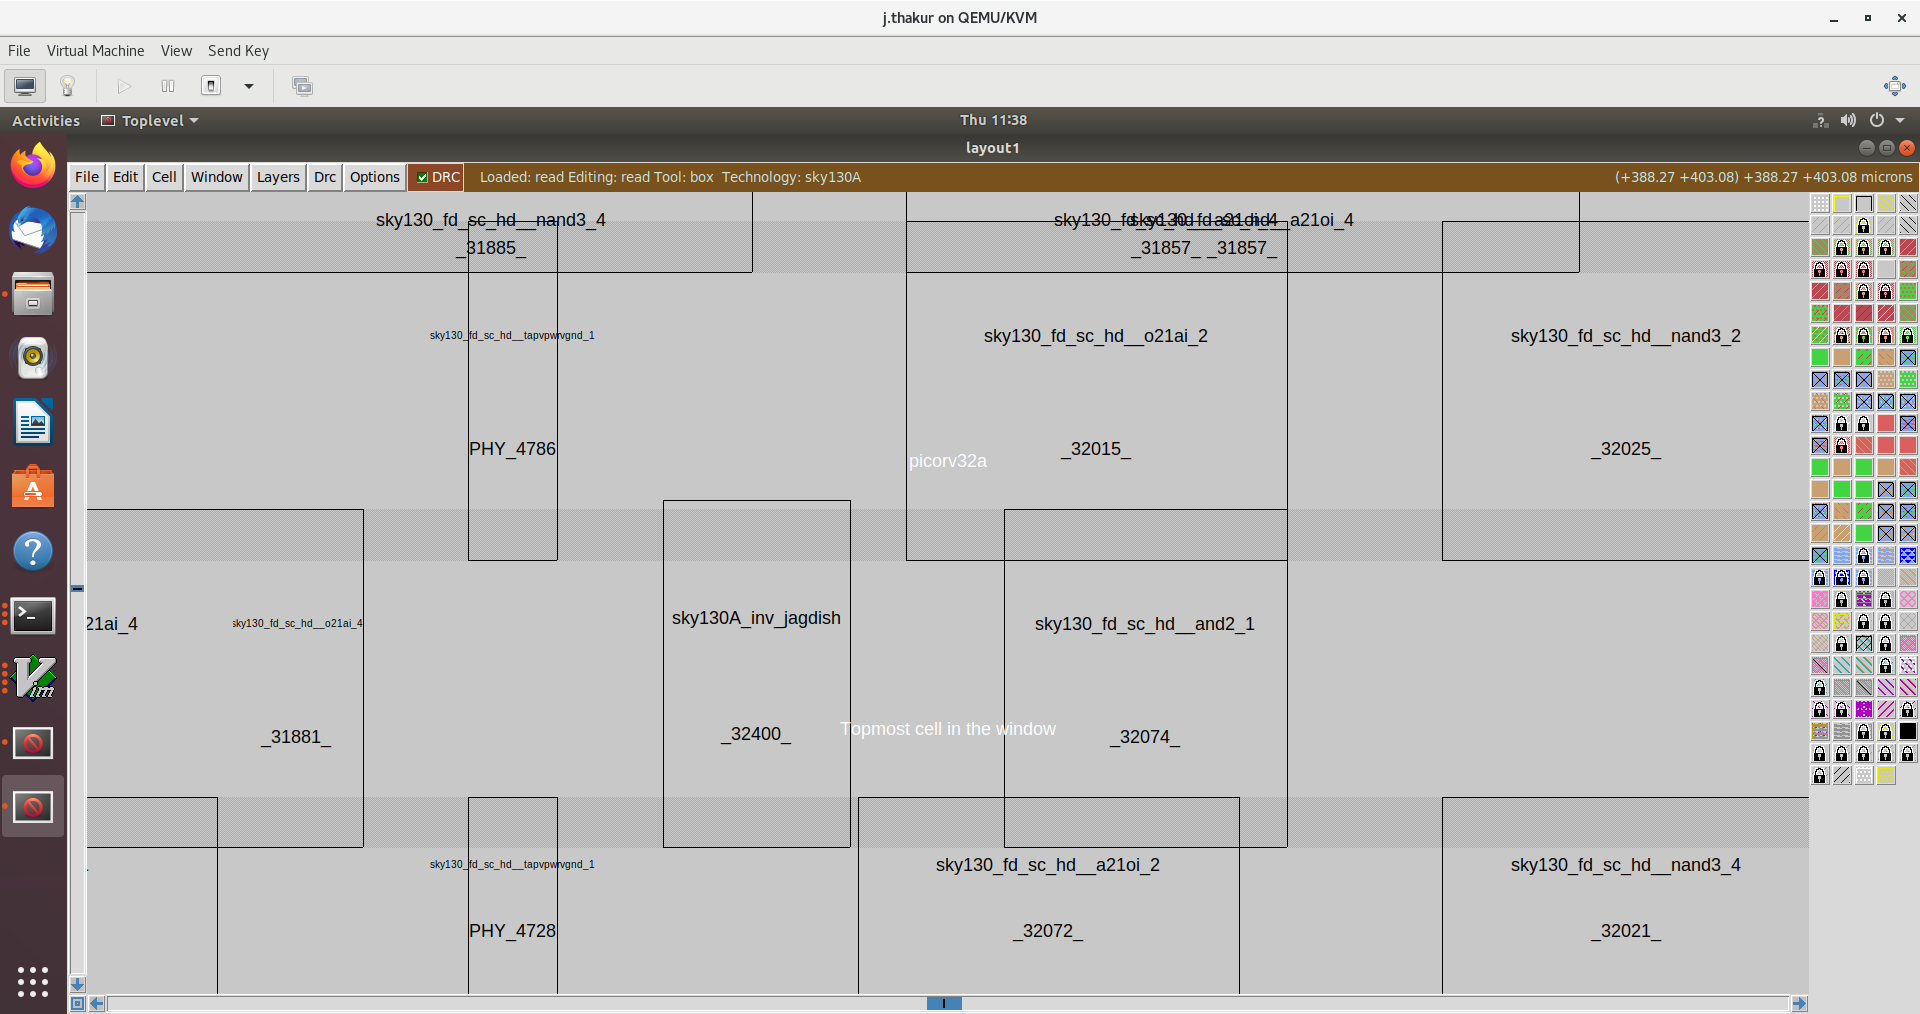 j.thakur on QEMU/KVM
File Virtual Machine View Send Key
Activities Toplevel Thu 11:38
layout1
File Edit Cell Window Layers Drc Options DRC Loaded: read Editing: read Tool: box Technology: sky130A (+388.27 +403.08) +388.27 +403.08 microns
sky130_fd_sc_hd__nand3_4
_31885_
_31857_ _31857_
sky130_fd_sc_hd__tapvpwrvgnd_1 sky130_fd_sc_hd__o21ai_2 sky130_fd_sc_hd__nand3_2
PHY_4786 _32015_ _32025_
picorv32a
21ai_4 sky130_fd_sc_hd__o21ai_4 sky130A_inv_jagdish sky130_fd_sc_hd__and2_1
_31881_ _32400_ _32074_
Topmost cell in the window
sky130_fd_sc_hd__tapvpwrvgnd_1 sky130_fd_sc_hd__a21oi_2 sky130_fd_sc_hd__nand3_4
PHY_4728 _32072_ _32021_